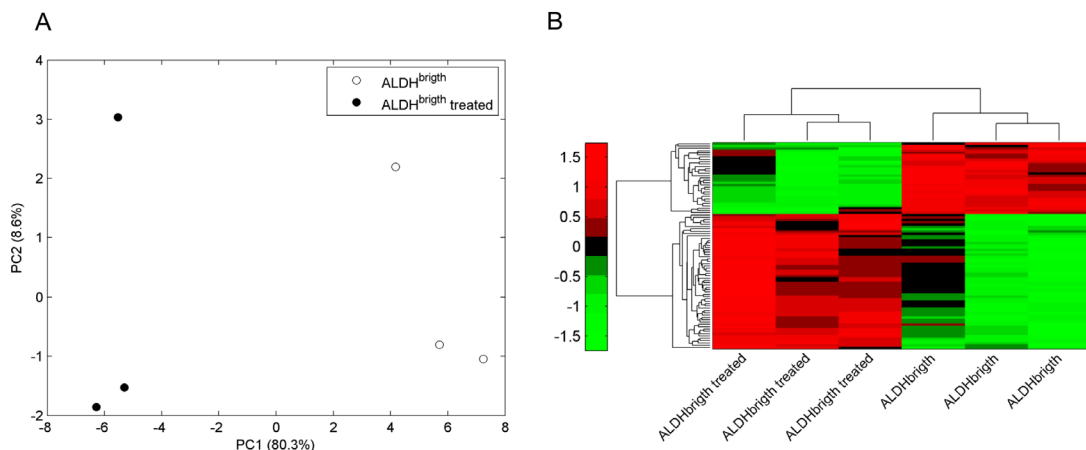 A
4
3
2
1
0
-1
-2
PC2 (8.6%)
-8 -6 -4 -2 0 2 4 6 8
PC1 (80.3%)
ALDHbrigth
ALDHbrigth treated
B
1.5
1
0.5
0
-0.5
-1
-1.5
ALDHbrigth treated
ALDHbrigth treated
ALDHbrigth treated
ALDHbrigth
ALDHbrigth
ALDHbrigth